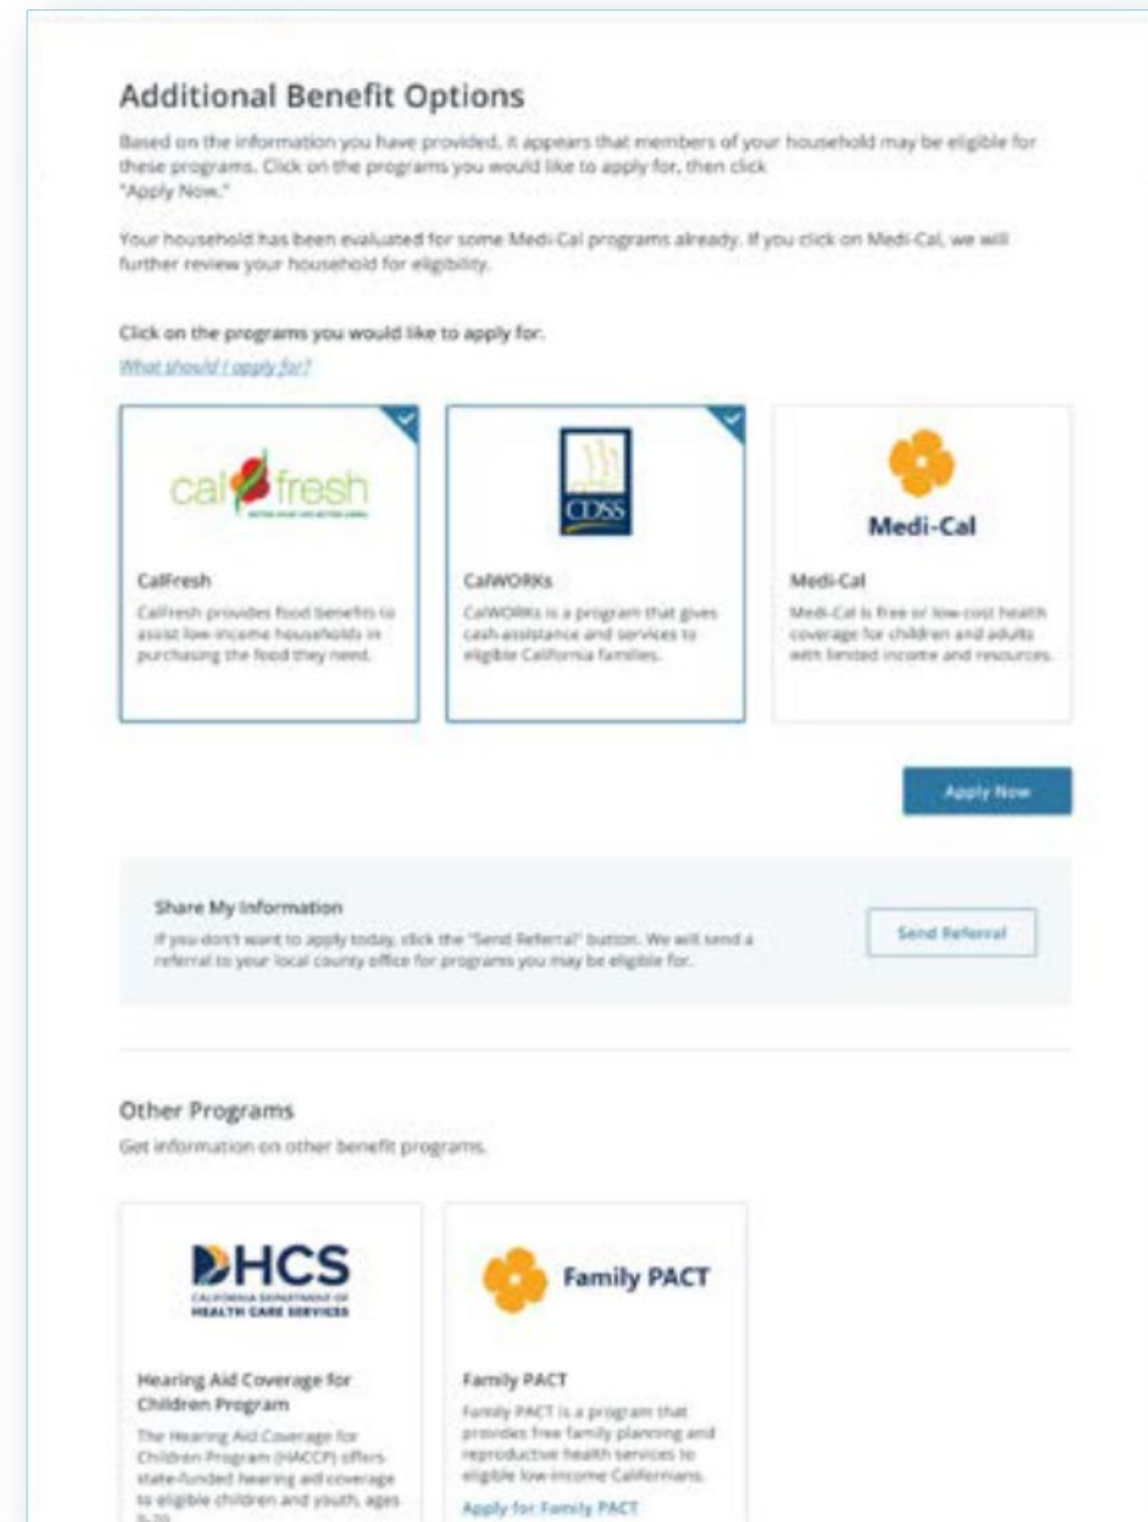 Additional Benefit Options
Based on the information you have provided, it appears that members of your household may be eligible for
these programs. Click on the programs you would like to apply for, then click
"Apply Now."
Your household has been evaluated for some Medi-Cal programs already. If you click on Medi-Cal, we will
further review your household for eligibility.
Click on the programs you would like to apply for.
What should I apply for?
cal fresh
CDSS
Medi-Cal
CalFresh
CalFresh provides food benefits to
assist low-income households in
purchasing the food they need.
CalWORKs
CalWORKs is a program that gives
cash assistance and services to
eligible California families.
Medi-Cal
Medi-Cal is free or low-cost health
coverage for children and adults
with limited income and resources.
Apply Now
Share My Information
If you don't want to apply today, click the "Send Referral" button. We will send a
referral to your local county office for programs you may be eligible for.
Send Referral
Other Programs
Get information on other benefit programs.
DHCS
CALIFORNIA DEPARTMENT OF
HEALTH CARE SERVICES
Family PACT
Hearing Aid Coverage for
Children Program
The Hearing Aid Coverage for
Children Program (HACCP) offers
state-funded hearing aid coverage
to eligible children and youth, ages
Family PACT
Family PACT is a program that
provides free family planning and
reproductive health services to
eligible low-income Californians.
Apply for Family PACT